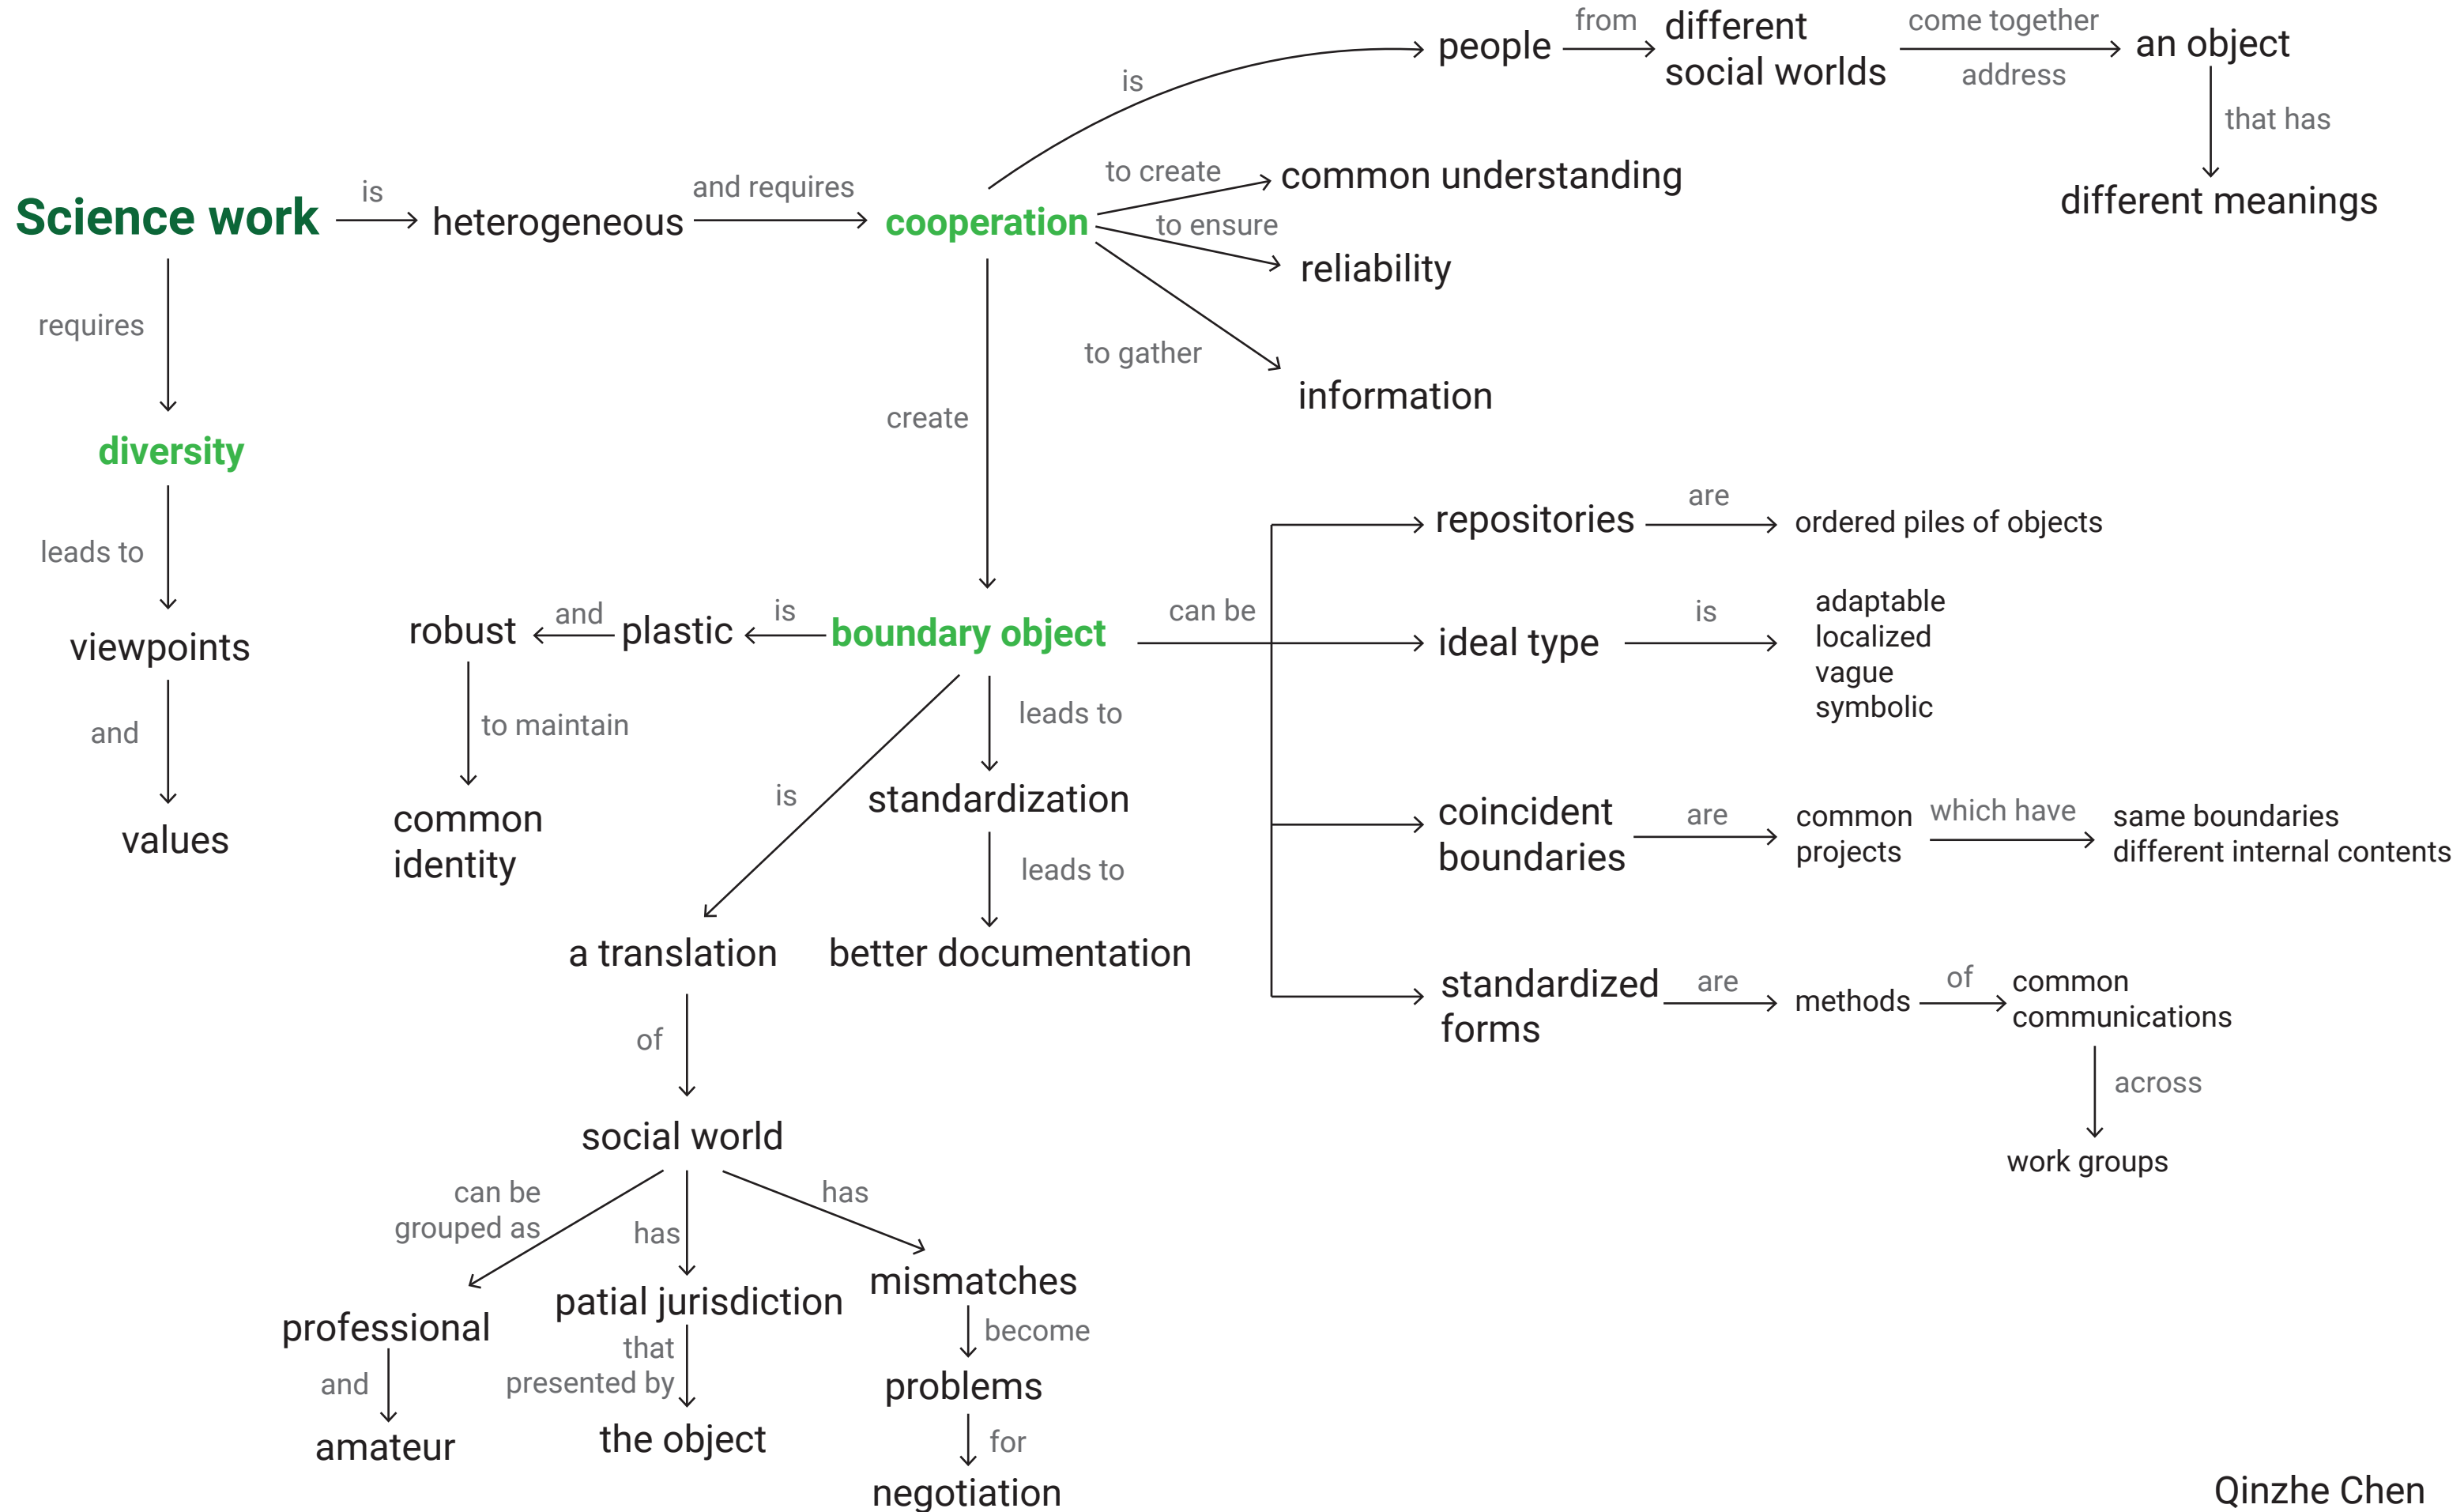 from
different
come together
people
social worlds
address
an object
is
that has
different meanings
Science work
is
heterogeneous
and requires
cooperation
to create
common understanding
to ensure
reliability
to gather
information
requires
create
diversity
leads to
viewpoints
and
values
boundary object
is
plastic
and
robust
to maintain
common
identity
leads to
standardization
leads to
better documentation
is
a translation
of
social world
can be
grouped as
professional
and
amateur
has
patial jurisdiction
that
presented by
the object
has
mismatches
become
problems
for
negotiation
can be
repositories
are
ordered piles of objects
ideal type
is
adaptable
localized
vague
symbolic
coincident
boundaries
are
common
projects
which have
same boundaries
different internal contents
standardized
forms
are
methods
of
common
communications
across
work groups
Qinzhe Chen